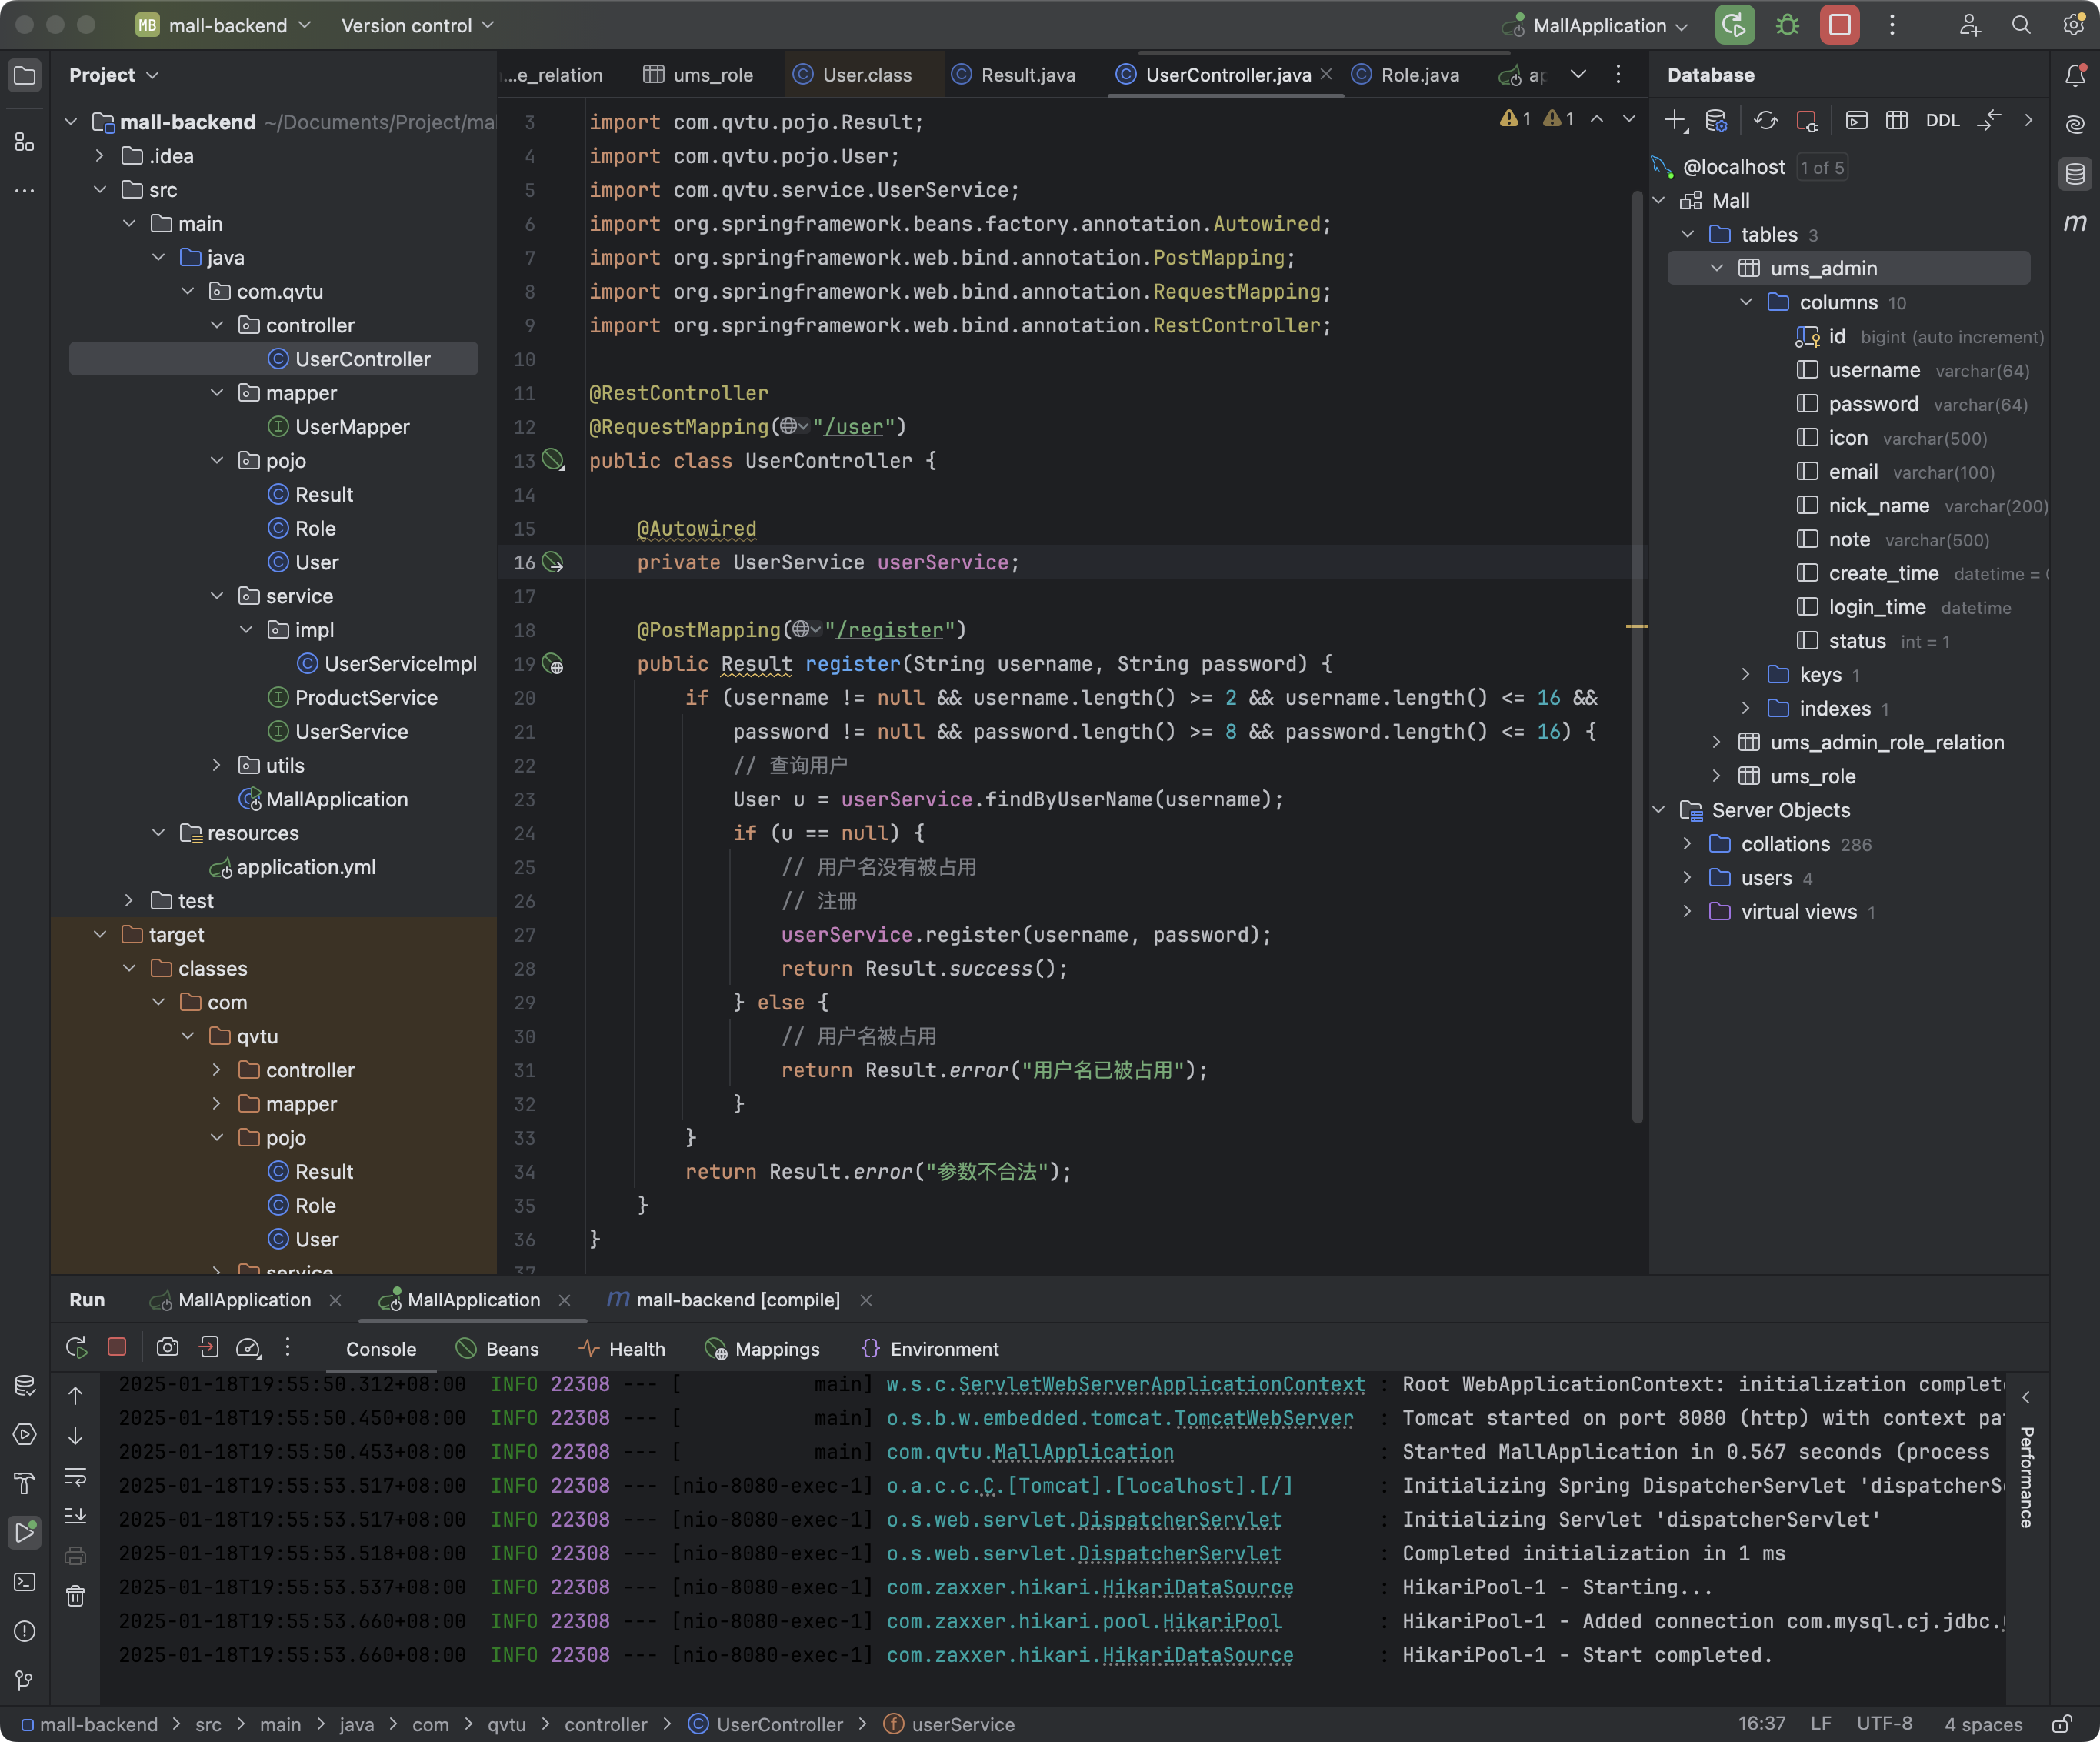 MB mall-backend
Version control
MallApplication
Project
mall-backend ~/Documents/Project/mal
.idea
src
main
java
com.qvtu
controller
UserController
mapper
UserMapper
pojo
Result
Role
User
service
impl
UserServiceImpl
ProductService
UserService
utils
MallApplication
resources
application.yml
test
target
classes
com
qvtu
controller
mapper
pojo
Result
Role
User
service
...e_relation
ums_role
User.class
Result.java
UserController.java
Role.java
ap
1 1
3 import com.qvtu.pojo.Result;
4 import com.qvtu.pojo.User;
5 import com.qvtu.service.UserService;
6 import org.springframework.beans.factory.annotation.Autowired;
7 import org.springframework.web.bind.annotation.PostMapping;
8 import org.springframework.web.bind.annotation.RequestMapping;
9 import org.springframework.web.bind.annotation.RestController;
10
11 @RestController
12 @RequestMapping("/user")
13 public class UserController {
14
15 @Autowired
16 private UserService userService;
17
18 @PostMapping("/register")
19 public Result register(String username, String password) {
20 if (username != null && username.length() >= 2 && username.length() <= 16 &&
21 password != null && password.length() >= 8 && password.length() <= 16) {
22 // 查询用户
23 User u = userService.findByUserName(username);
24 if (u == null) {
25 // 用户名没有被占用
26 // 注册
27 userService.register(username, password);
28 return Result.success();
29 } else {
30 // 用户名被占用
31 return Result.error("用户名已被占用");
32 }
33 }
34 return Result.error("参数不合法");
35 }
36 }
37
Database
DDL
@localhost 1 of 5
Mall
tables 3
ums_admin
columns 10
id bigint (auto increment)
username varchar(64)
password varchar(64)
icon varchar(500)
email varchar(100)
nick_name varchar(200)
note varchar(500)
create_time datetime =
login_time datetime
status int = 1
keys 1
indexes 1
ums_admin_role_relation
ums_role
Server Objects
collations 286
users 4
virtual views 1
m
Run
MallApplication
MallApplication
m mall-backend [compile]
Console
Beans
Health
Mappings
Environment
2025-01-18T19:55:50.312+08:00 INFO 22308 --- [ main] w.s.c.ServletWebServerApplicationContext : Root WebApplicationContext: initialization complet
2025-01-18T19:55:50.450+08:00 INFO 22308 --- [ main] o.s.b.w.embedded.tomcat.TomcatWebServer : Tomcat started on port 8080 (http) with context pa
2025-01-18T19:55:50.453+08:00 INFO 22308 --- [ main] com.qvtu.MallApplication : Started MallApplication in 0.567 seconds (process
2025-01-18T19:55:53.517+08:00 INFO 22308 --- [nio-8080-exec-1] o.a.c.c.C.[Tomcat].[localhost].[/] : Initializing Spring DispatcherServlet 'dispatcherS
2025-01-18T19:55:53.517+08:00 INFO 22308 --- [nio-8080-exec-1] o.s.web.servlet.DispatcherServlet : Initializing Servlet 'dispatcherServlet'
2025-01-18T19:55:53.518+08:00 INFO 22308 --- [nio-8080-exec-1] o.s.web.servlet.DispatcherServlet : Completed initialization in 1 ms
2025-01-18T19:55:53.537+08:00 INFO 22308 --- [nio-8080-exec-1] com.zaxxer.hikari.HikariDataSource : HikariPool-1 - Starting...
2025-01-18T19:55:53.660+08:00 INFO 22308 --- [nio-8080-exec-1] com.zaxxer.hikari.pool.HikariPool : HikariPool-1 - Added connection com.mysql.cj.jdbc.
2025-01-18T19:55:53.660+08:00 INFO 22308 --- [nio-8080-exec-1] com.zaxxer.hikari.HikariDataSource : HikariPool-1 - Start completed.
Performance
mall-backend > src > main > java > com > qvtu > controller > UserController > userService
16:37 LF UTF-8 4 spaces